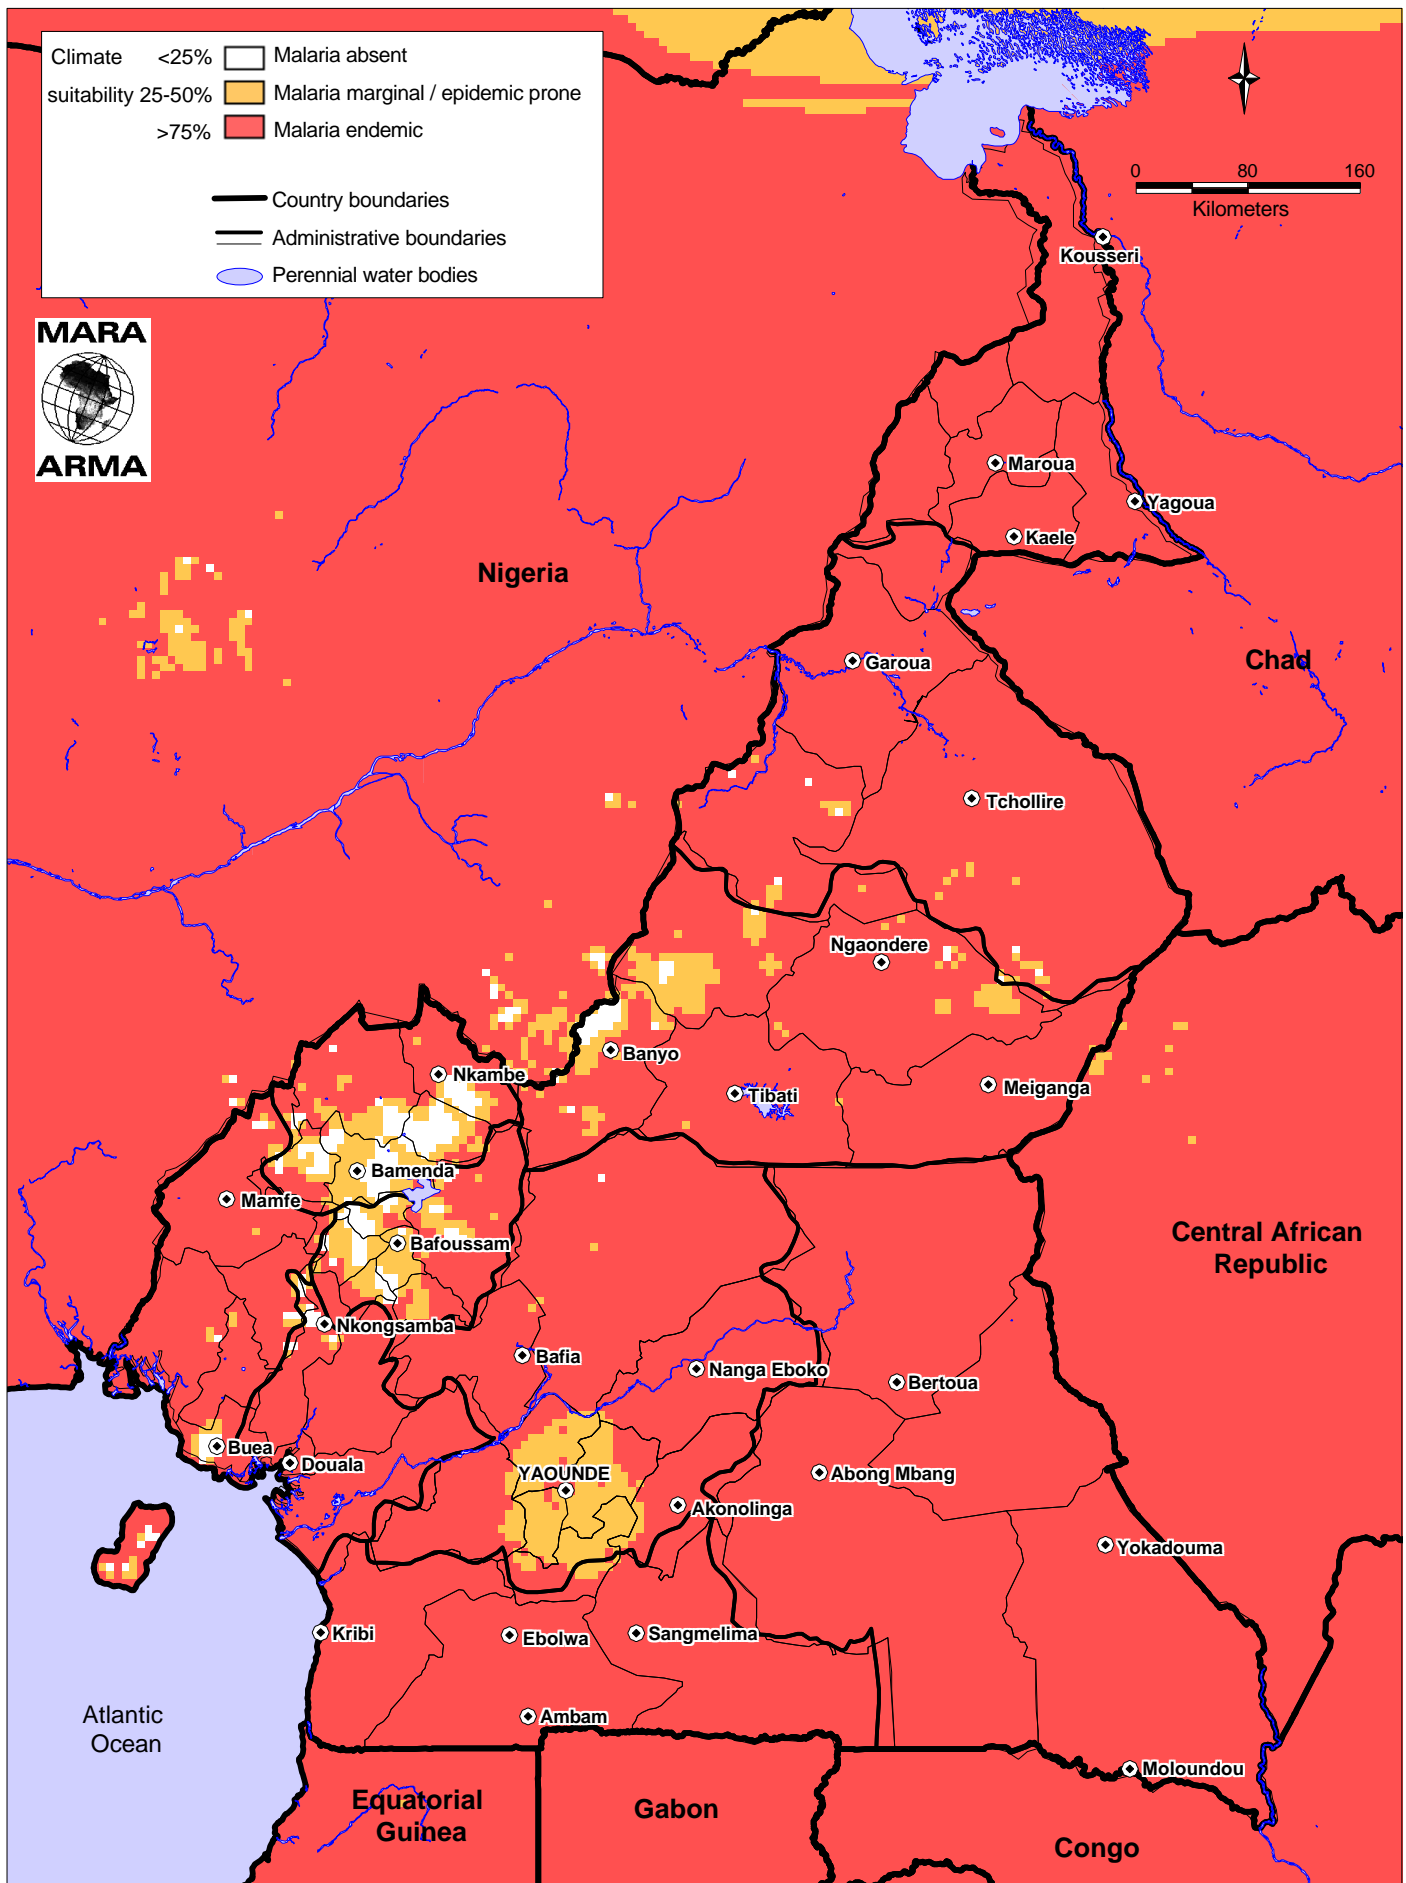 Climate <25% Malaria absent
suitability 25-50% Malaria marginal / epidemic prone
>75% Malaria endemic
Country boundaries
Administrative boundaries
Perennial water bodies
MARA
ARMA
0 80 160
Kilometers
Kousseri
Maroua
Yagoua
Kaele
Nigeria
Garoua
Chad
Tchollire
Ngaondere
Banyo
Nkambe
Tibati
Meiganga
Bamenda
Mamfe
Bafoussam
Central African
Republic
Nkongsamba
Bafia
Nanga Eboko
Bertoua
Buea
Douala
YAOUNDE
Abong Mbang
Akonolinga
Yokadouma
Kribi
Ebolwa
Sangmelima
Atlantic
Ocean
Ambam
Moloundou
Equatorial
Guinea
Gabon
Congo